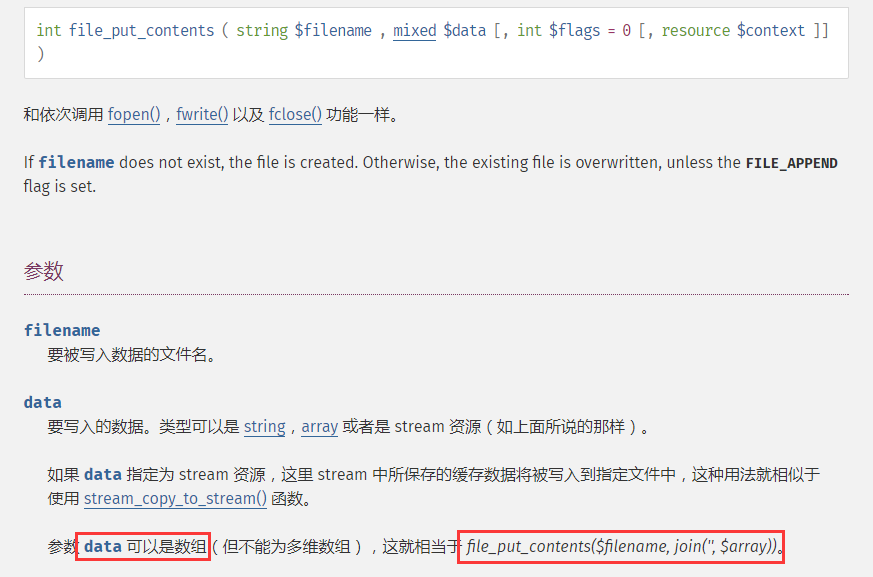 int file_put_contents ( string $filename , mixed $data [, int $flags = 0 [, resource $context ]]
)
和依次调用 fopen()，fwrite() 以及 fclose() 功能一样。
If filename does not exist, the file is created. Otherwise, the existing file is overwritten, unless the FILE_APPEND
flag is set.
参数
filename
要被写入数据的文件名。
data
要写入的数据。类型可以是 string，array 或者是 stream 资源（如上面所说的那样）。
如果 data 指定为 stream 资源，这里 stream 中所保存的缓存数据将被写入到指定文件中，这种用法就相似于
使用 stream_copy_to_stream() 函数。
参数 data 可以是数组（但不能为多维数组），这就相当于 file_put_contents($filename, join('', $array))。